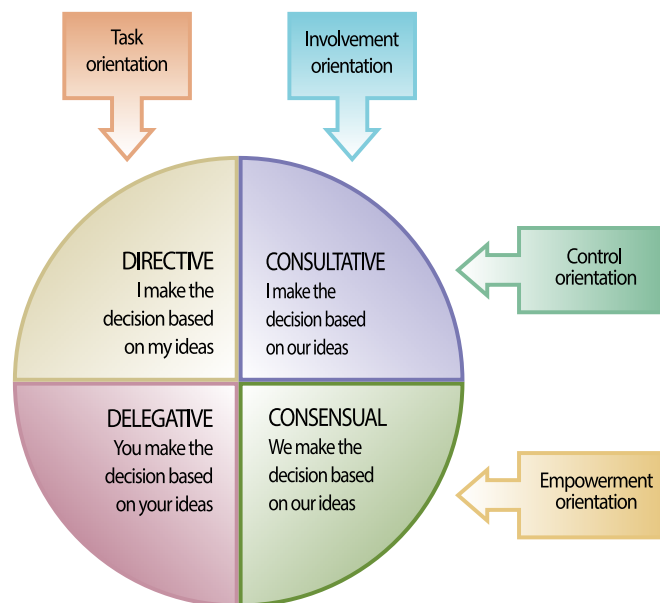 Task
orientation
Involvement
orientation
DIRECTIVE
I make the
decision based
on my ideas
CONSULTATIVE
I make the
decision based
on our ideas
Control
orientation
DELEGATIVE
You make the
decision based
on your ideas
CONSENSUAL
We make the
decision based
on our ideas
Empowerment
orientation